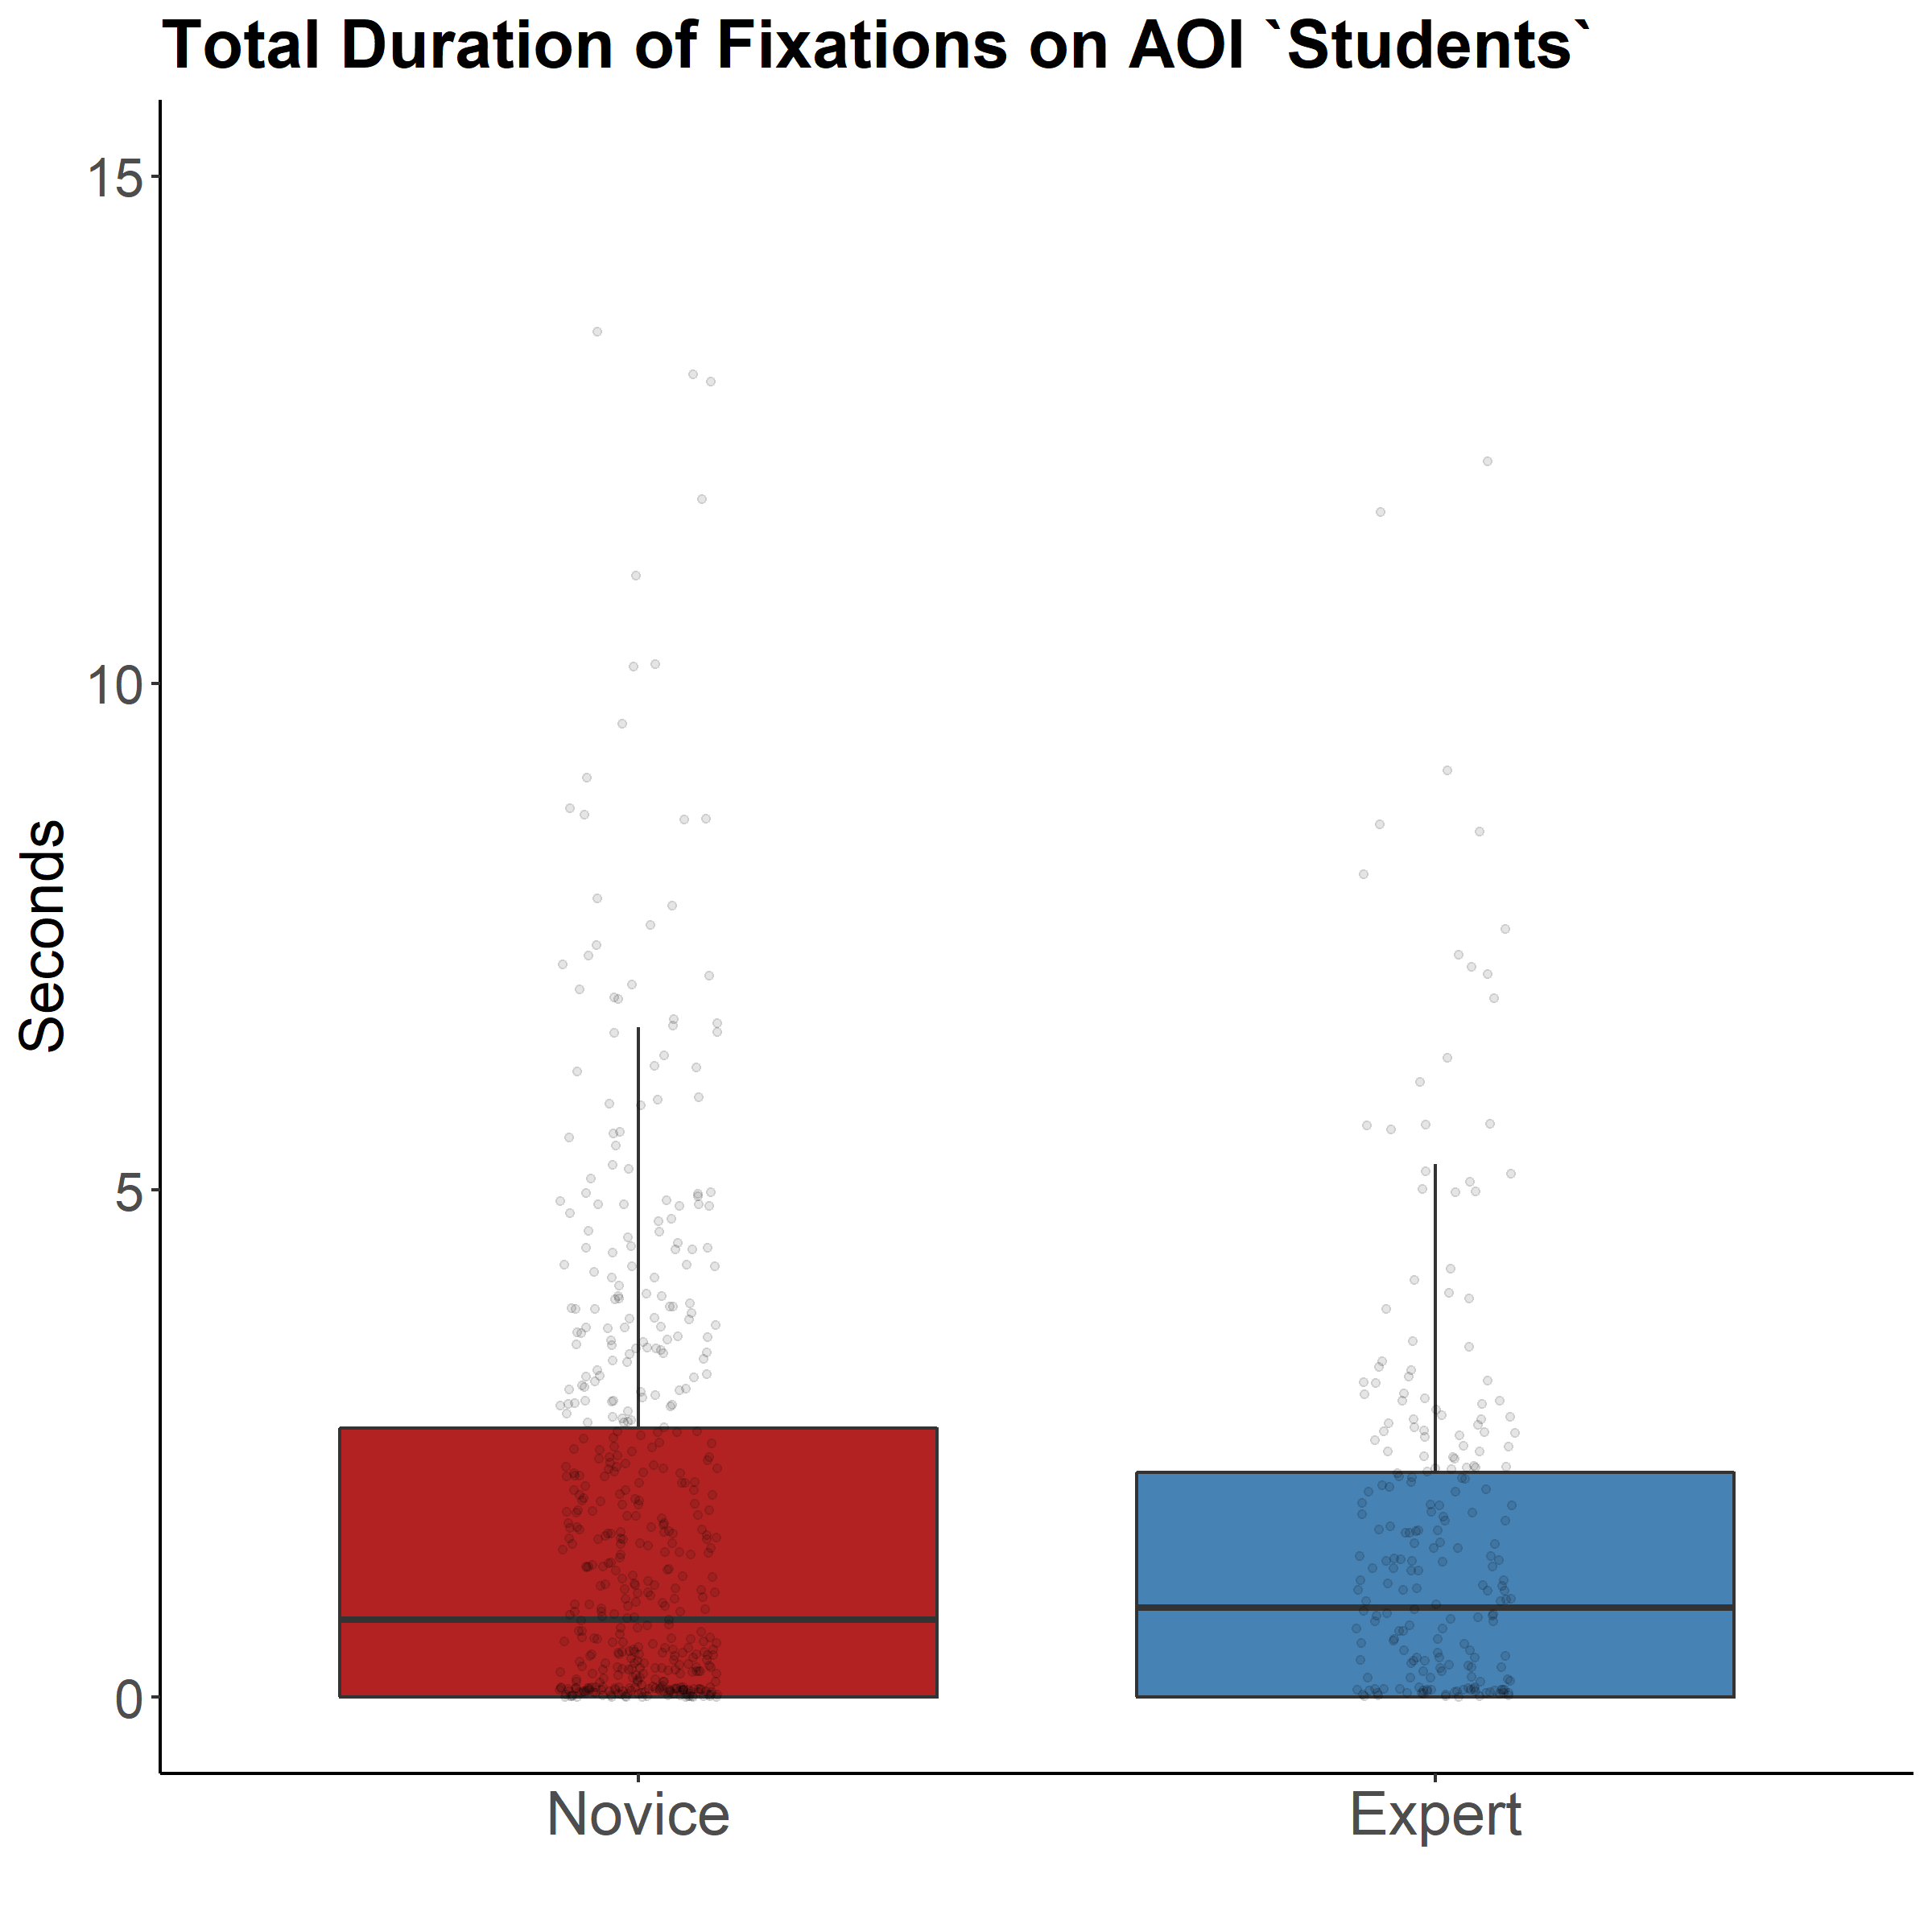 Total Duration of Fixations on AOI `Students`
15
10
5
0
Seconds
Novice
Expert